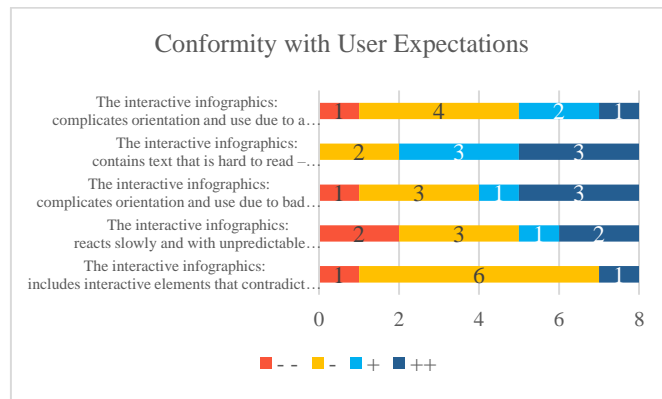 Conformity with User Expectations
The interactive infographics:
complicates orientation and use due to a…
1 4 2 1
The interactive infographics:
contains text that is hard to read –…
2 3 3
The interactive infographics:
complicates orientation and use due to bad…
1 3 1 3
The interactive infographics:
reacts slowly and with unpredictable…
2 3 1 2
The interactive infographics:
includes interactive elements that contradict…
1 6 1
0 2 4 6 8
- - - + ++